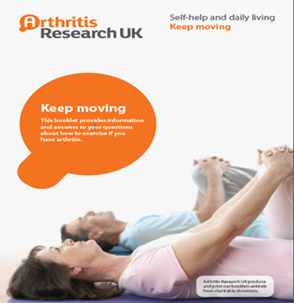 Arthritis
Research UK
Self-help and daily living
Keep moving
Keep moving
This booklet provides information
and answers to your questions
about how to exercise if you
have arthritis.
Arthritis Research UK produce
and print our booklets entirely
from charitable donations.